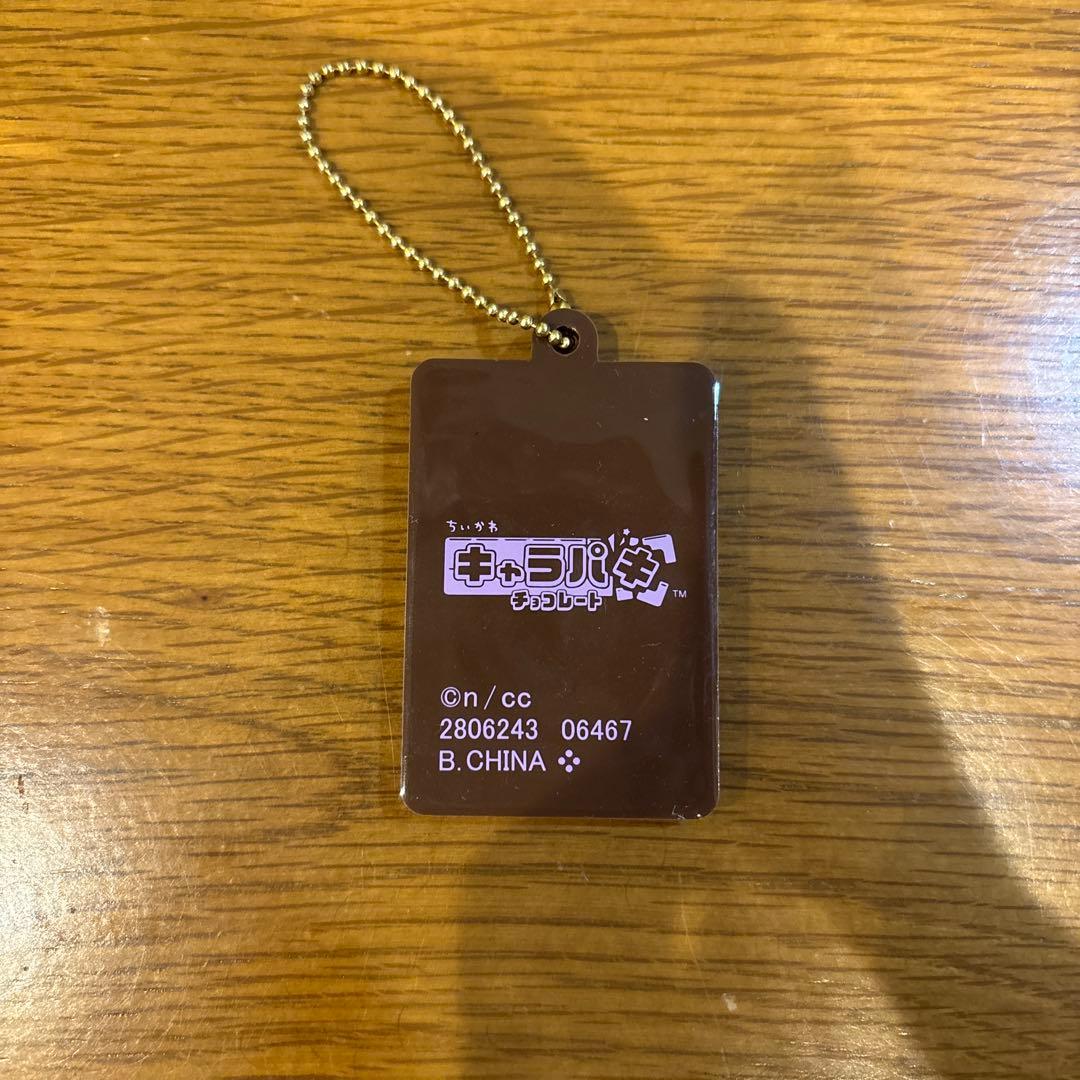 ちいかわ
キャラパキ
チョコレート TM
©n/cc
2806243 06467
B. CHINA